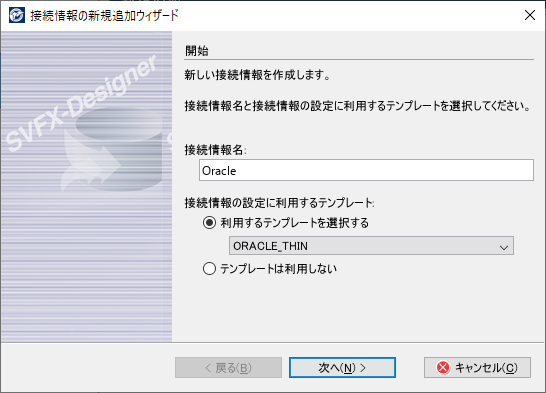 接続情報の新規追加ウィザード
SVFX-Designer
開始
新しい接続情報を作成します。
接続情報名と接続情報の設定に利用するテンプレートを選択してください。
接続情報名:
Oracle
接続情報の設定に利用するテンプレート:
利用するテンプレートを選択する
ORACLE_THIN
テンプレートは利用しない
< 戻る(B)
次へ(N) >
キャンセル(C)